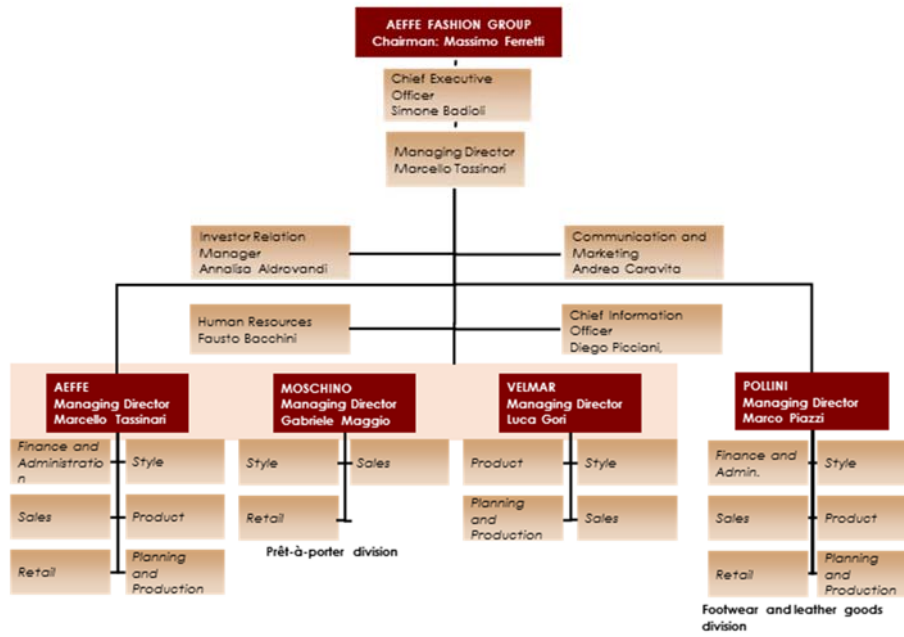 AEFFE FASHION GROUP
Chairman: Massimo Ferretti
Chief Executive
Officer
Simone Badioli
Managing Director
Marcello Tassinari
Investor Relation
Manager
Annalisa Aldrovandi
Communication and
Marketing
Andrea Caravita
Human Resources
Fausto Bacchini
Chief Information
Officer
Diego Picciani,
AEFFE
Managing Director
Marcello Tassinari
MOSCHINO
Managing Director
Gabriele Maggio
VELMAR
Managing Director
Luca Gori
POLLINI
Managing Director
Marco Piazzi
Finance and
Administratio
n
Style
Sales
Product
Retail
Planning
and
Production
Style
Sales
Retail
Prêt-à-porter division
Product
Style
Planning
and
Production
Sales
Finance and
Admin.
Style
Sales
Product
Retail
Planning
and
Production
Footwear and leather goods
division